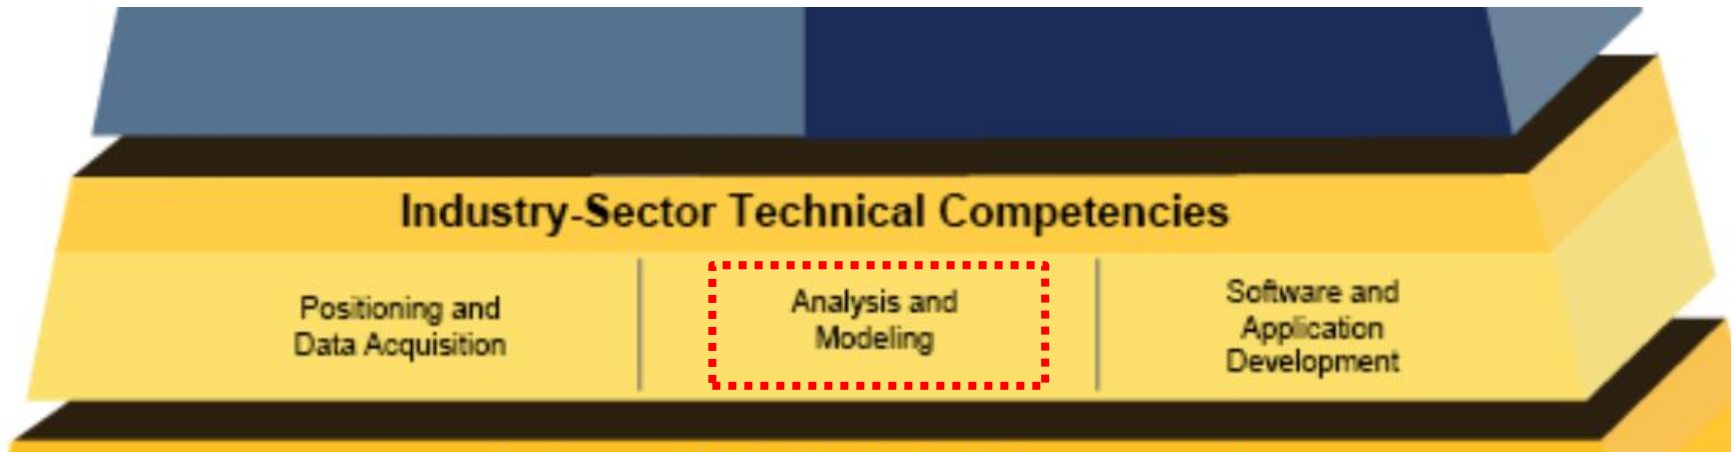 Industry-Sector Technical Competencies
Positioning and
Data Acquisition
Analysis and
Modeling
Software and
Application
Development